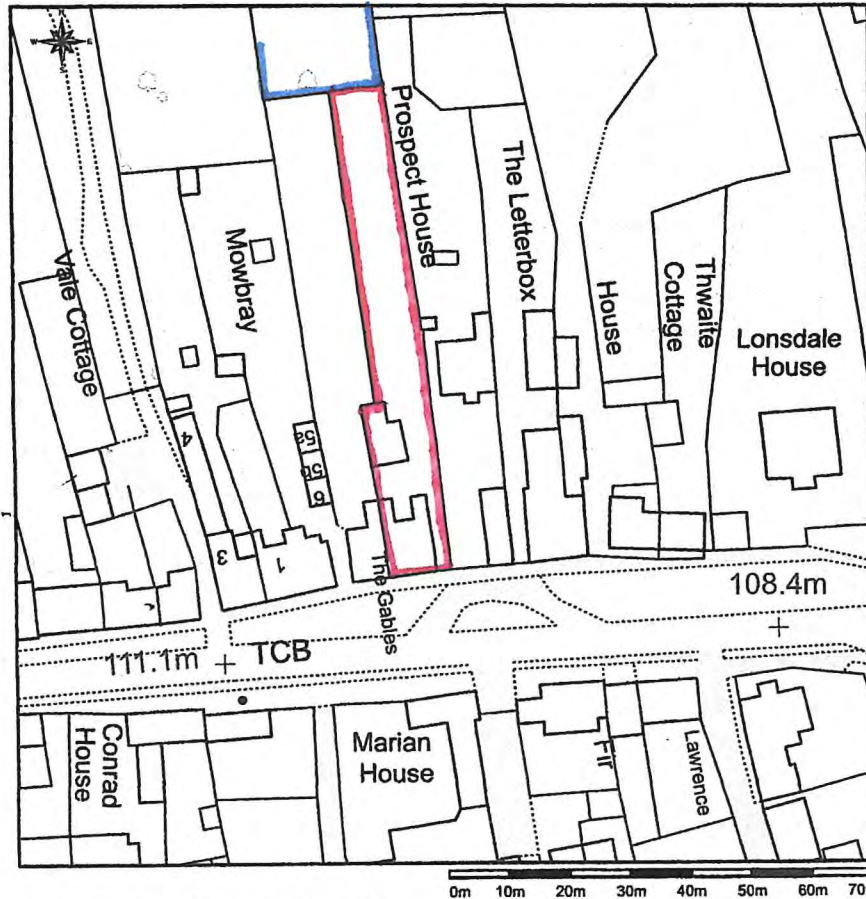 N
W E
S
Prospect House
The Letterbox
Mowbray
Vale Cottage
House
Thwaite
Cottage
Lonsdale
House
4
5a
5b
6
3
1
The Gables
108.4m
111.1m
TCB
Conrad
House
Marian
House
Fir
Lawrence
0m 10m 20m 30m 40m 50m 60m 70